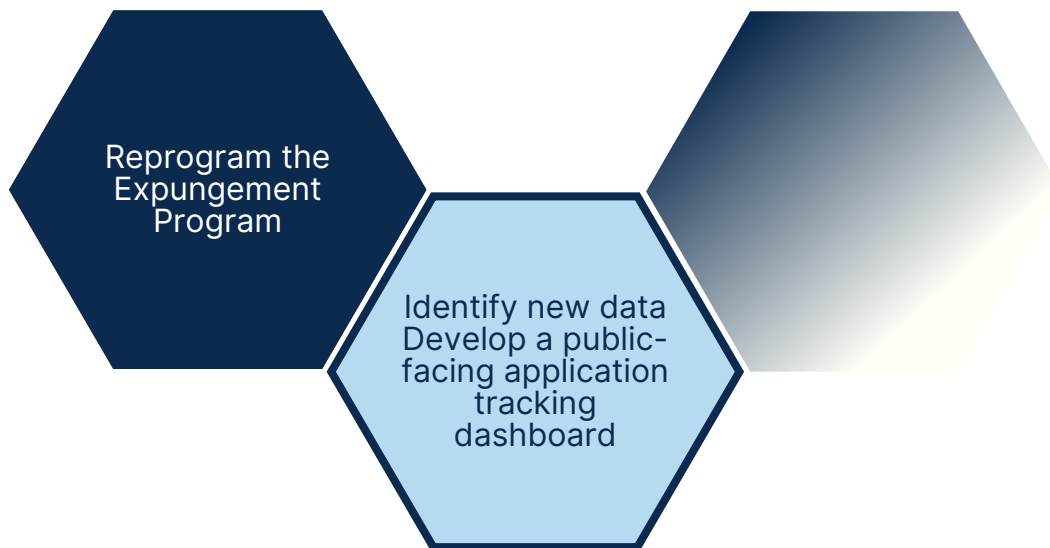 Reprogram the
Expungement
Program
Identify new data
Develop a public-
facing application
tracking
dashboard